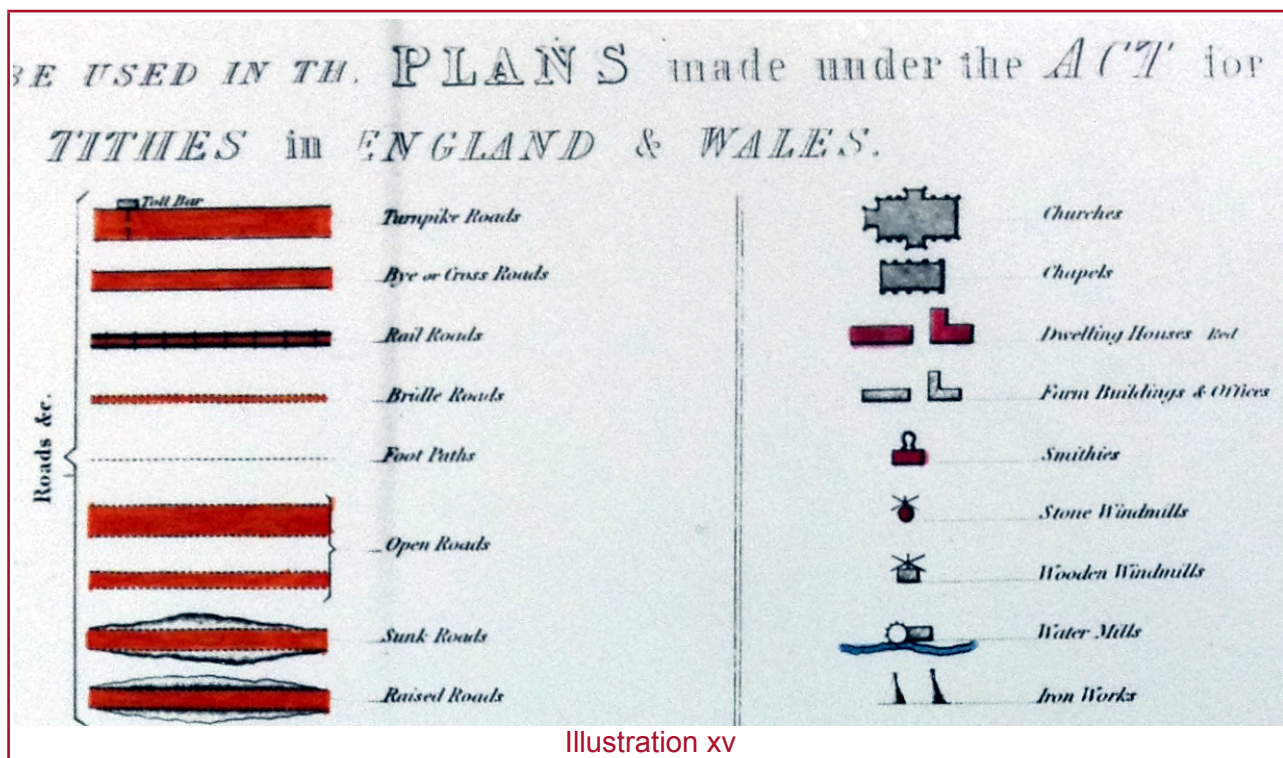 BE USED IN TH. PLANS made under the ACT for
TITHES in ENGLAND & WALES.
Roads &c.
Toll Bar
Turnpike Roads
Bye or Cross Roads
Rail Roads
Bridle Roads
Foot Paths
Open Roads
Sunk Roads
Raised Roads
Churches
Chapels
Dwelling Houses Red
Farm Buildings & Offices
Smithies
Stone Windmills
Wooden Windmills
Water Mills
Iron Works
Illustration xv